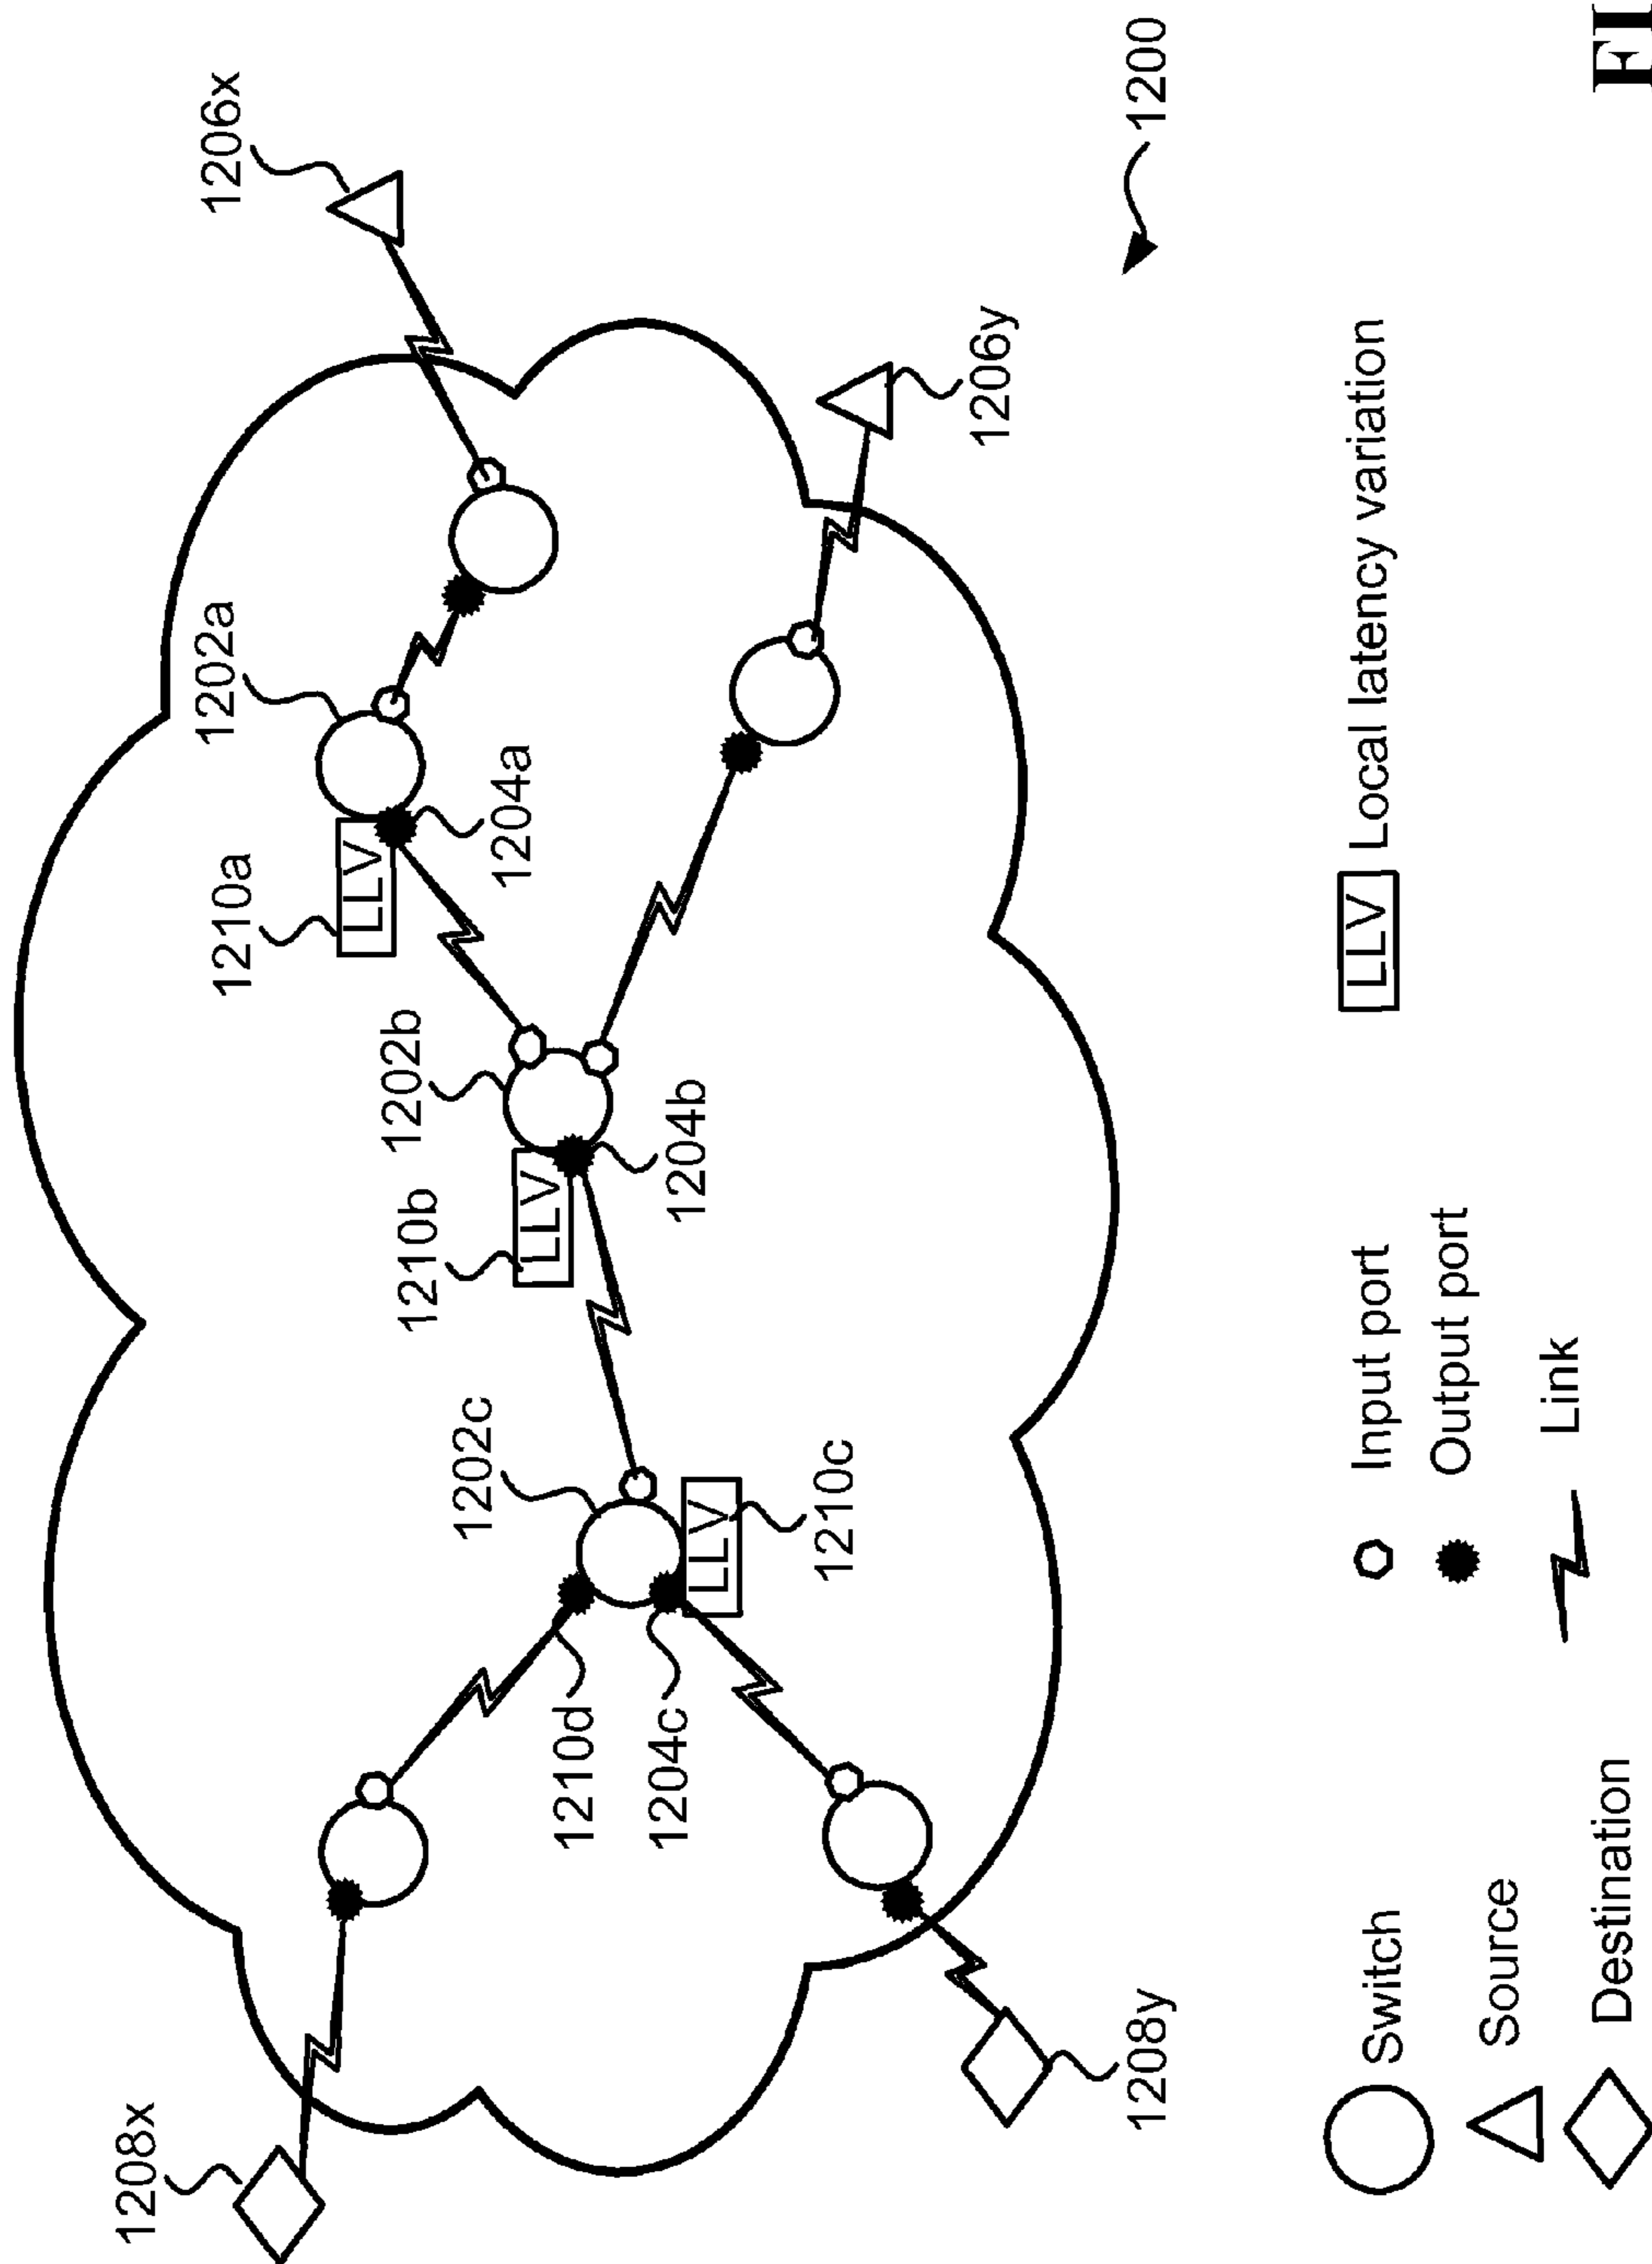 1208x
1202a
1206x
1210a
LLV
1202b
1210b
1202c
1204a
LLV
1210d
1204c
1204b
LLV
1210c
1206y
1208y
1200
Switch
Input port
LLV Local latency variation
Output port
Source
Link
Destination
FI